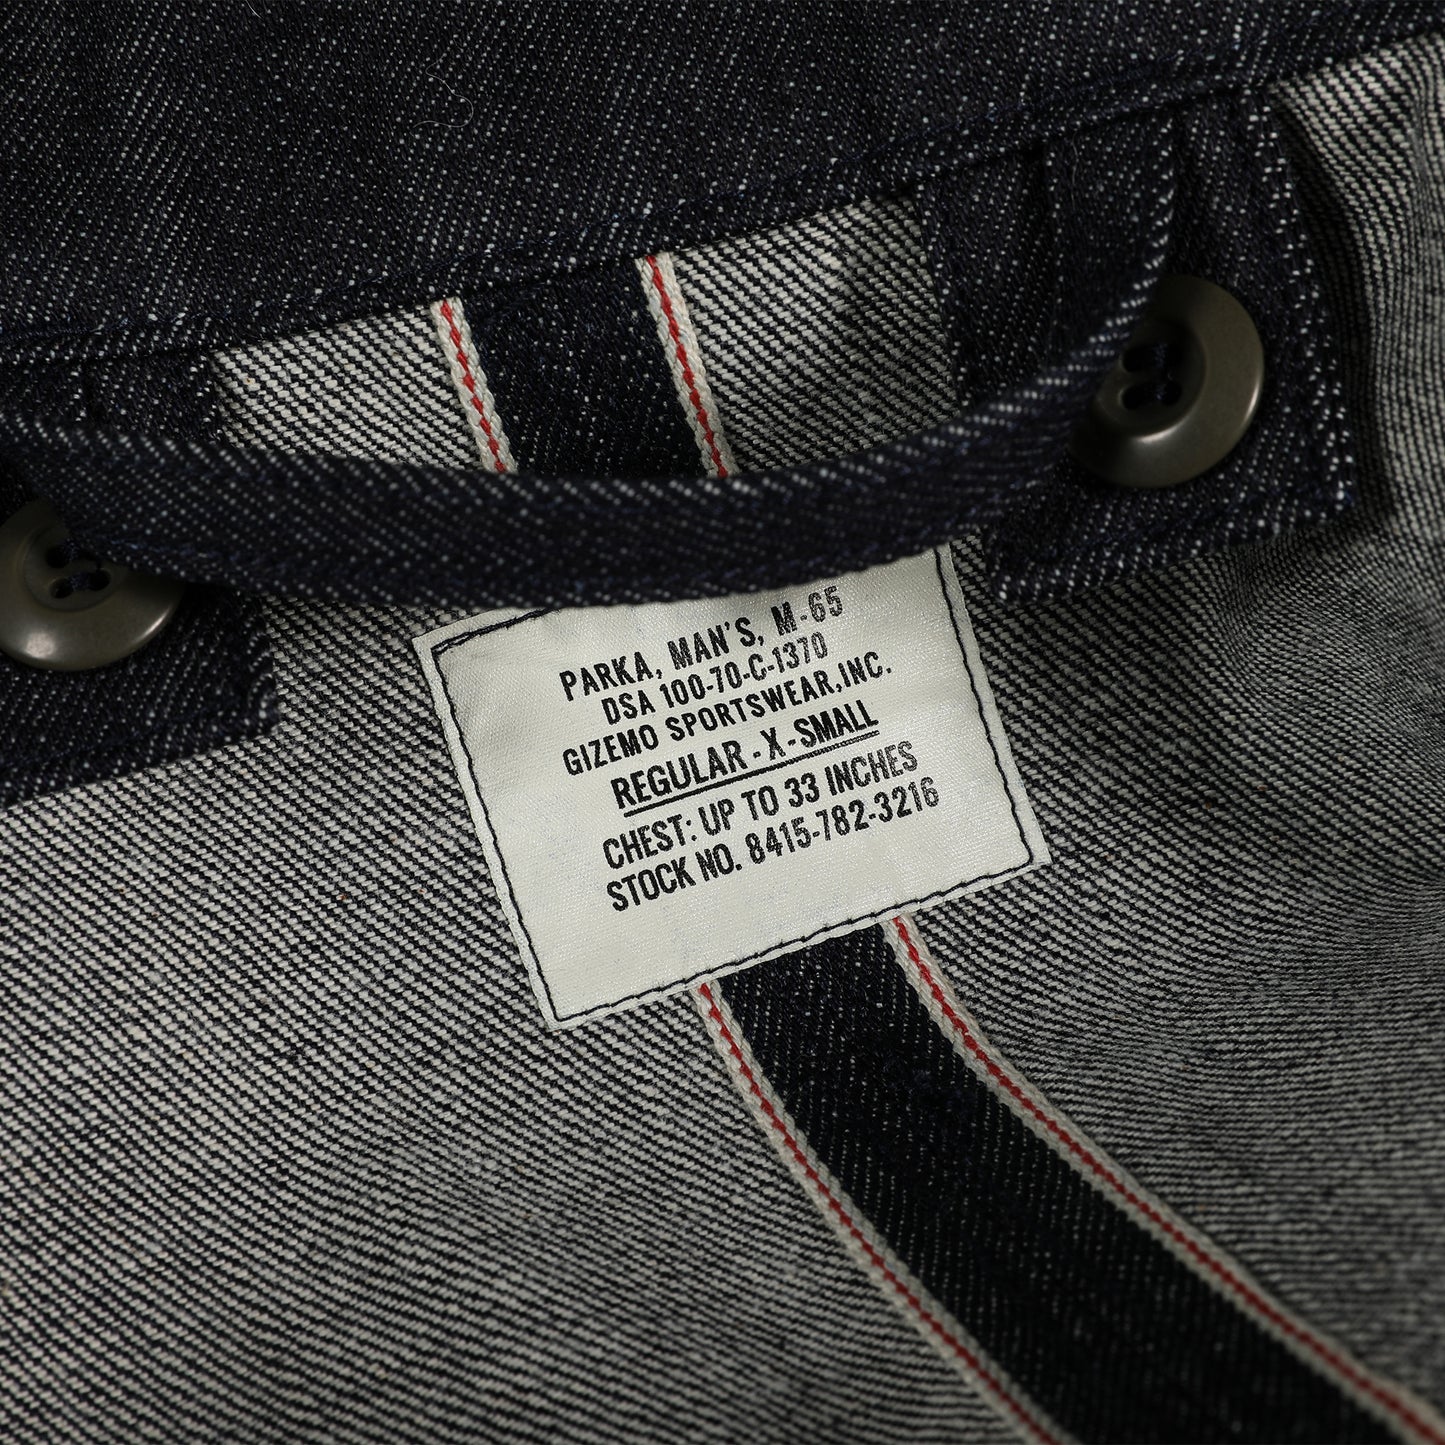 PARKA, MAN'S, M-65
DSA 100-70-C-1370
GIZEMO SPORTSWEAR,INC.
REGULAR-X-SMALL
CHEST: UP TO 33 INCHES
STOCK NO. 8415-782-3216